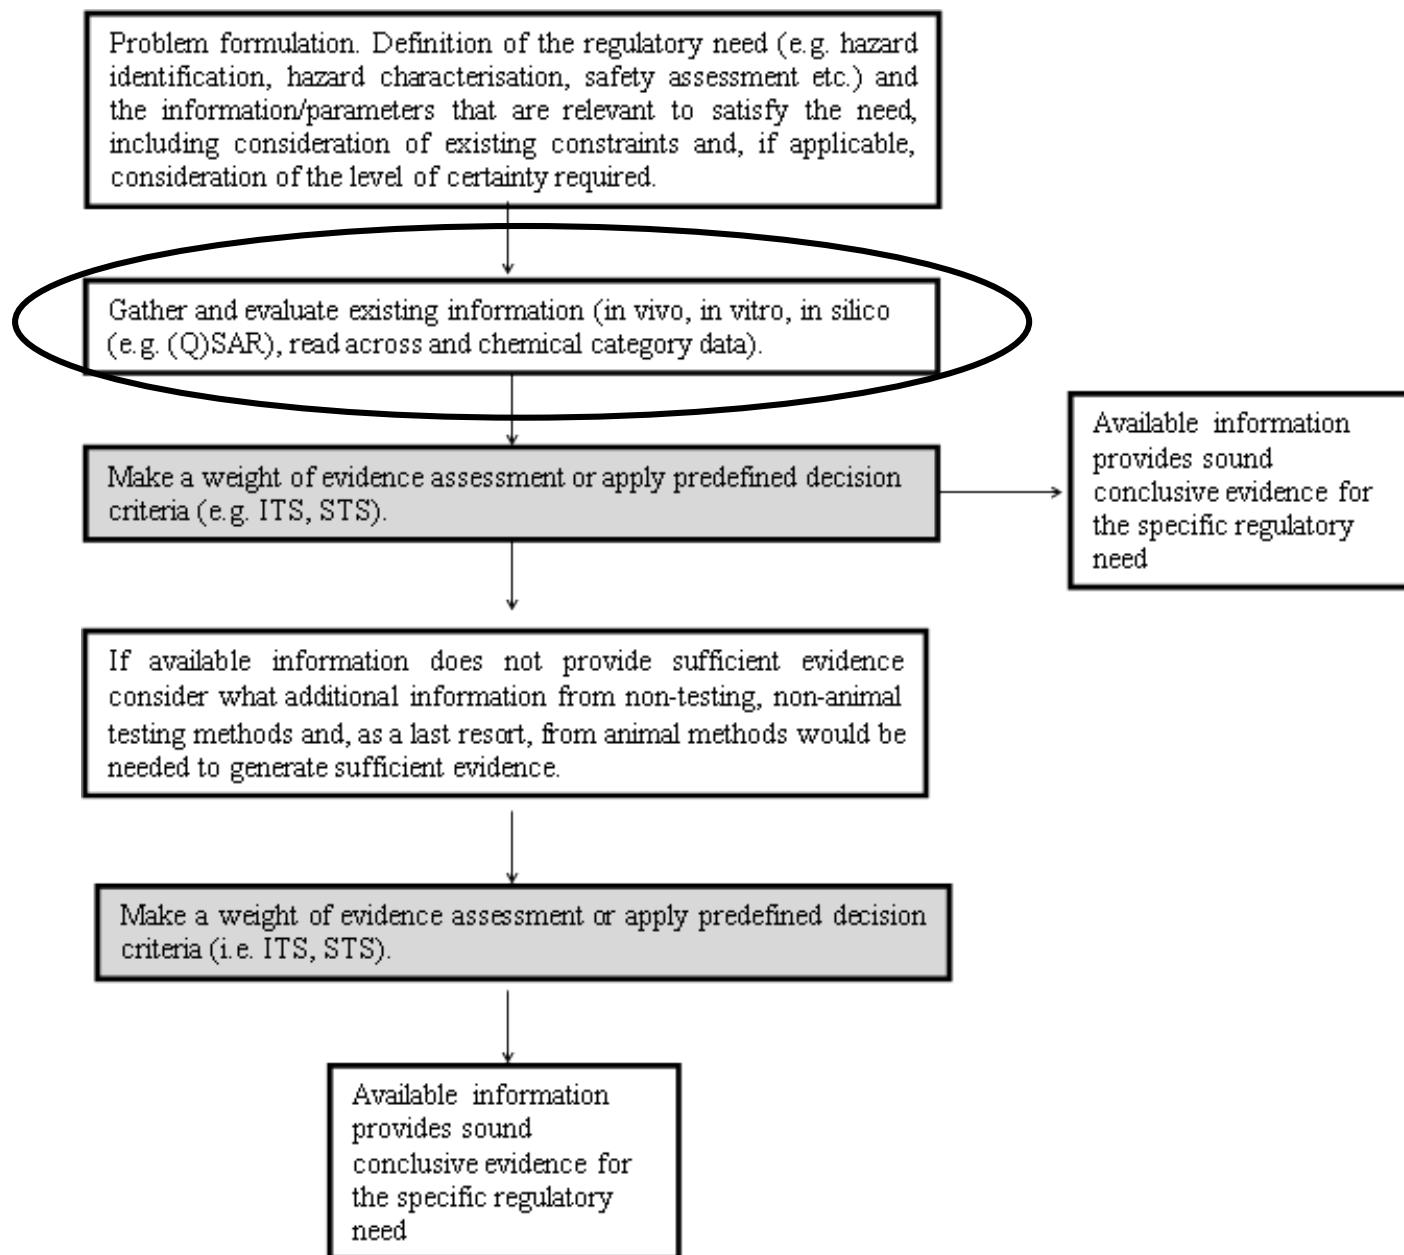 Problem formulation. Definition of the regulatory need (e.g. hazard
identification, hazard characterisation, safety assessment etc.) and
the information/parameters that are relevant to satisfy the need,
including consideration of existing constraints and, if applicable,
consideration of the level of certainty required.
Gather and evaluate existing information (in vivo, in vitro, in silico
(e.g. (Q)SAR), read across and chemical category data).
Make a weight of evidence assessment or apply predefined decision
criteria (e.g. ITS, STS).
Available information
provides sound
conclusive evidence for
the specific regulatory
need
If available information does not provide sufficient evidence
consider what additional information from non-testing, non-animal
testing methods and, as a last resort, from animal methods would be
needed to generate sufficient evidence.
Make a weight of evidence assessment or apply predefined decision
criteria (i.e. ITS, STS).
Available information
provides sound
conclusive evidence for
the specific regulatory
need